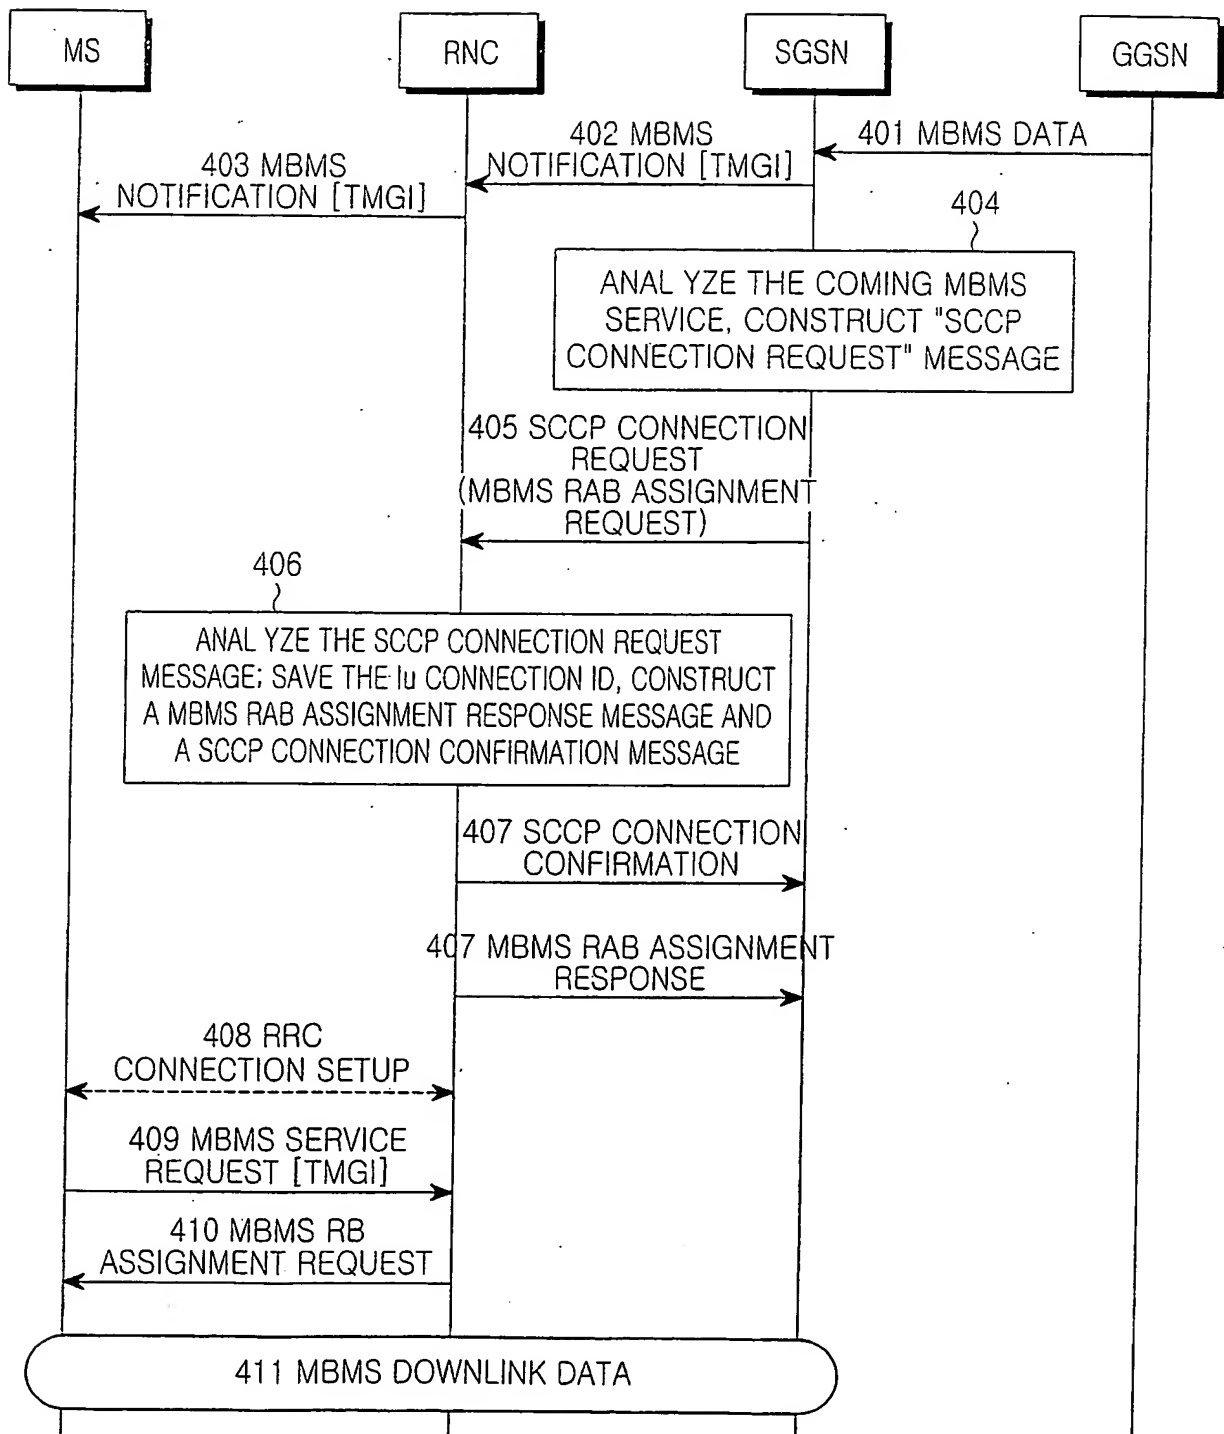 MS
RNC
SGSN
GGSN
401 MBMS DATA
402 MBMS
NOTIFICATION [TMGI]
403 MBMS
NOTIFICATION [TMGI]
404
ANAL YZE THE COMING MBMS
SERVICE, CONSTRUCT "SCCP
CONNECTION REQUEST" MESSAGE
405 SCCP CONNECTION
REQUEST
(MBMS RAB ASSIGNMENT
REQUEST)
406
ANAL YZE THE SCCP CONNECTION REQUEST
MESSAGE; SAVE THE Iu CONNECTION ID, CONSTRUCT
A MBMS RAB ASSIGNMENT RESPONSE MESSAGE AND
A SCCP CONNECTION CONFIRMATION MESSAGE
407 SCCP CONNECTION
CONFIRMATION
407 MBMS RAB ASSIGNMENT
RESPONSE
408 RRC
CONNECTION SETUP
409 MBMS SERVICE
REQUEST [TMGI]
410 MBMS RB
ASSIGNMENT REQUEST
411 MBMS DOWNLINK DATA